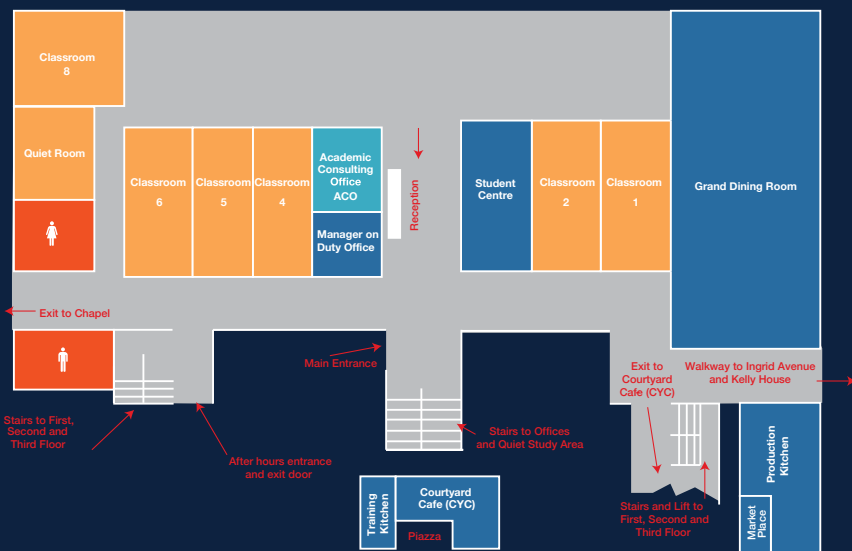 Classroom
8
Quiet Room
Classroom
6
Classroom
5
Classroom
4
Academic
Consulting
Office
ACO
Manager on
Duty Office
Reception
Student
Centre
Classroom
2
Classroom
1
Grand Dining Room
Exit to Chapel
Main Entrance
Exit to
Courtyard
Cafe (CYC)
Walkway to Ingrid Avenue
and Kelly House
Stairs to First,
Second and
Third Floor
After hours entrance
and exit door
Stairs to Offices
and Quiet Study Area
Training
Kitchen
Courtyard
Cafe (CYC)
Piazza
Stairs and Lift to
First, Second and
Third Floor
Production
Kitchen
Market
Place